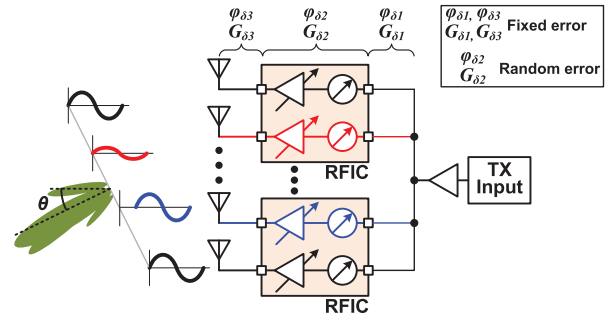 φδ3 φδ2 φδ1
Gδ3 Gδ2 Gδ1
φδ1, φδ3 Fixed error
Gδ1, Gδ3
φδ2 Random error
Gδ2
RFIC
TX
Input
θ
RFIC